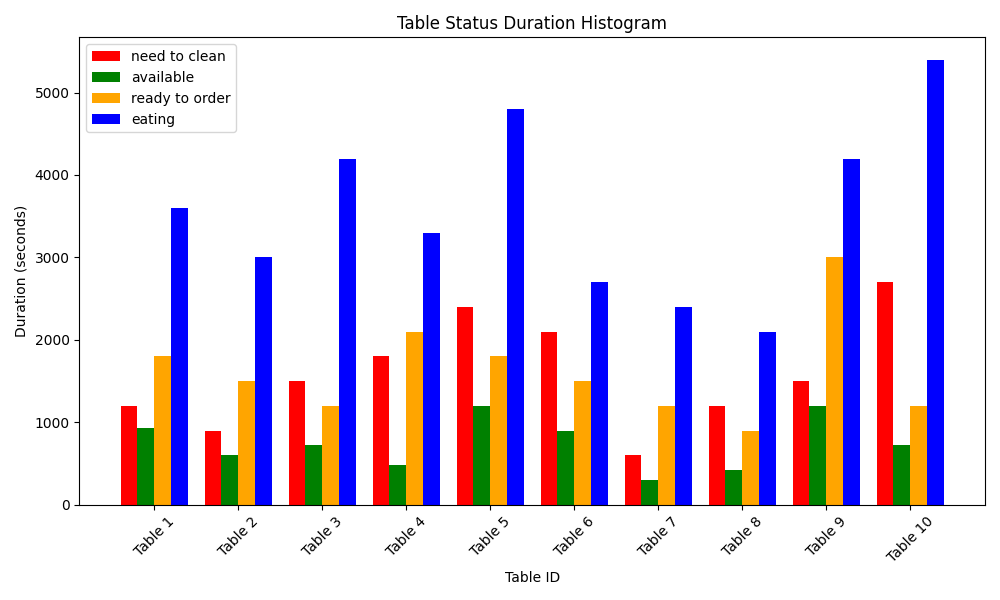 Table Status Duration Histogram
need to clean
available
ready to order
eating
Duration (seconds)
5000
4000
3000
2000
1000
0
Table 1
Table 2
Table 3
Table 4
Table 5
Table 6
Table 7
Table 8
Table 9
Table 10
Table ID